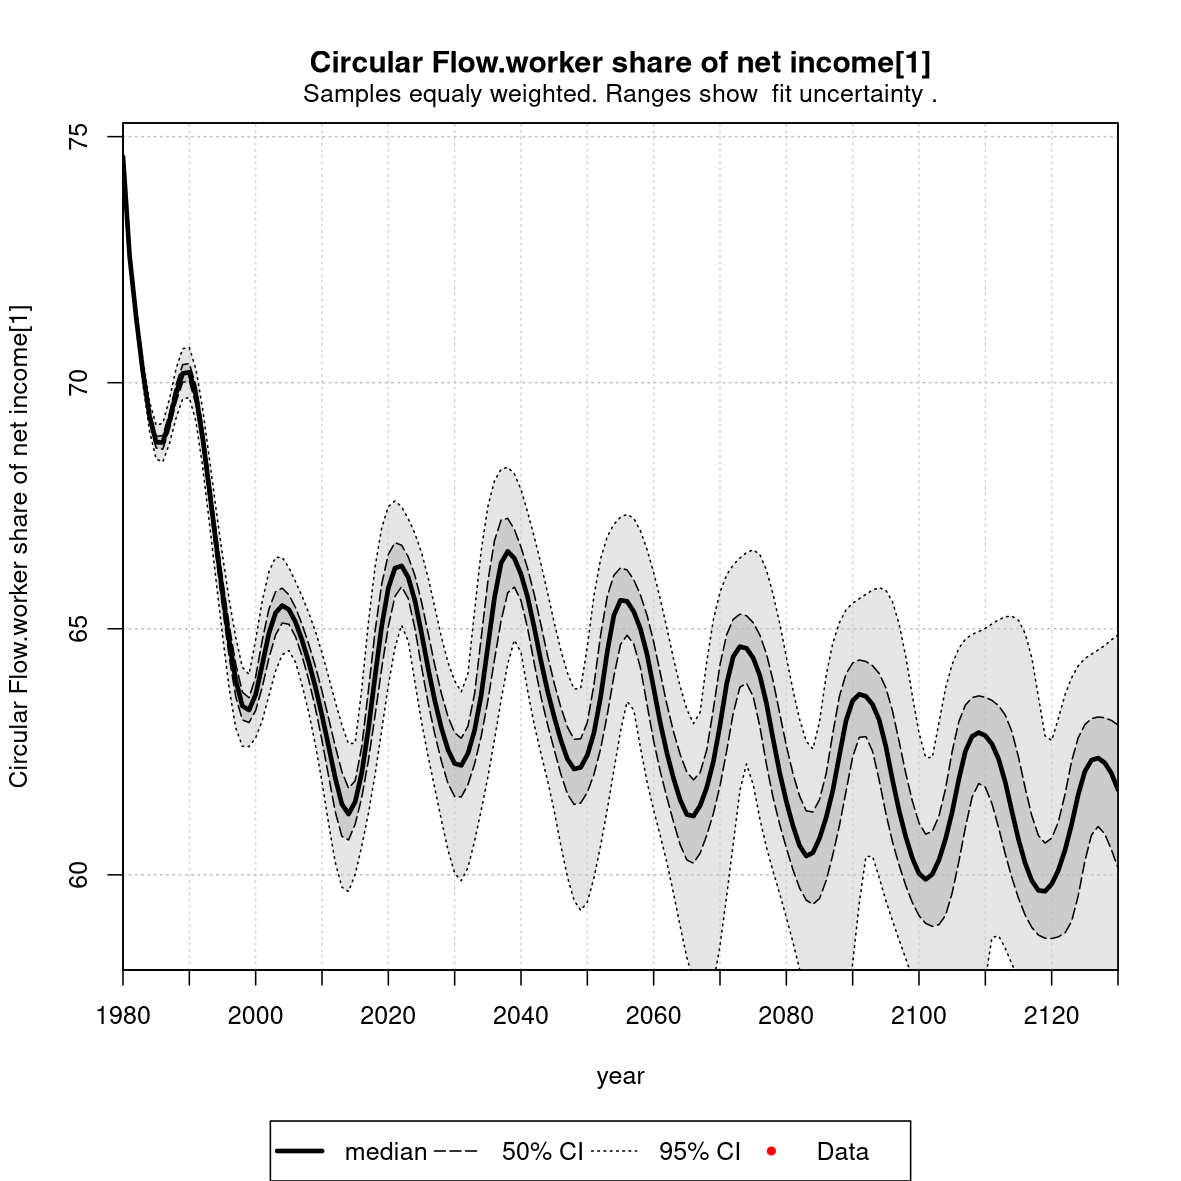 Circular Flow.worker share of net income[1]
Samples equaly weighted. Ranges show  fit uncertainty .
Circular Flow.worker share of net income[1]
75
70
65
60
1980 2000 2020 2040 2060 2080 2100 2120
year
median 50% CI 95% CI Data